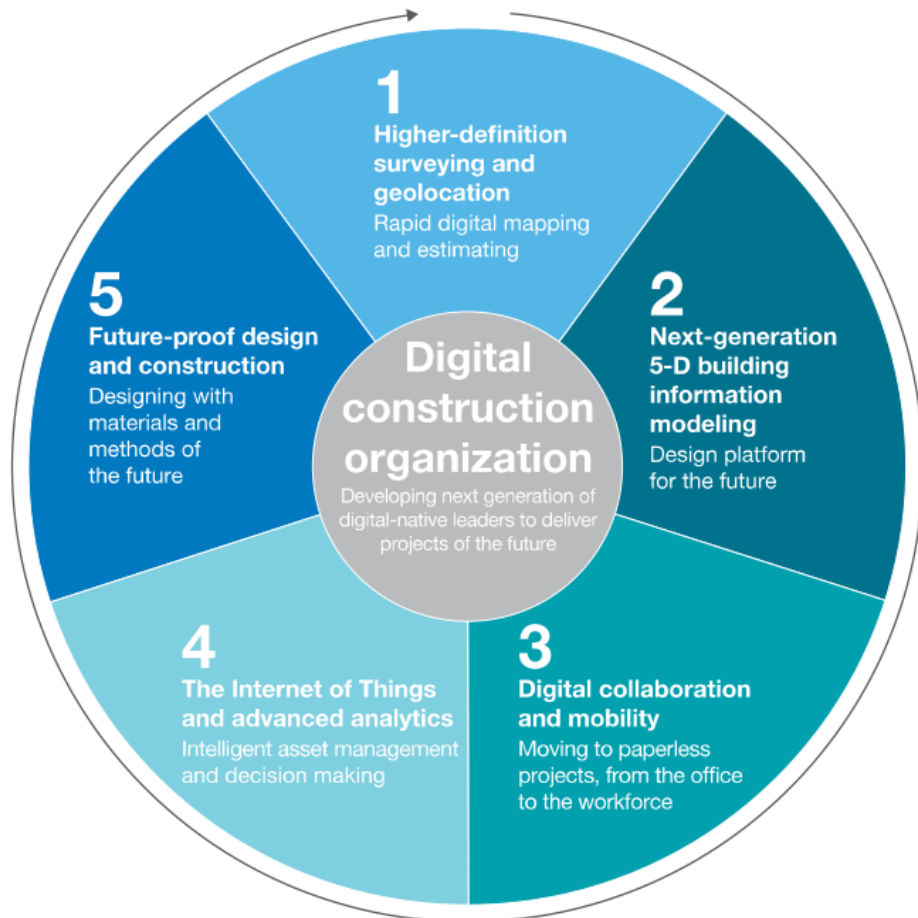 1
Higher-definition
surveying and
geolocation
Rapid digital mapping
and estimating
2
Next-generation
5-D building
information
modeling
Design platform
for the future
3
Digital collaboration
and mobility
Moving to paperless
projects, from the office
to the workforce
4
The Internet of Things
and advanced analytics
Intelligent asset management
and decision making
5
Future-proof design
and construction
Designing with
materials and
methods of
the future
Digital
construction
organization
Developing next generation of
digital-native leaders to deliver
projects of the future